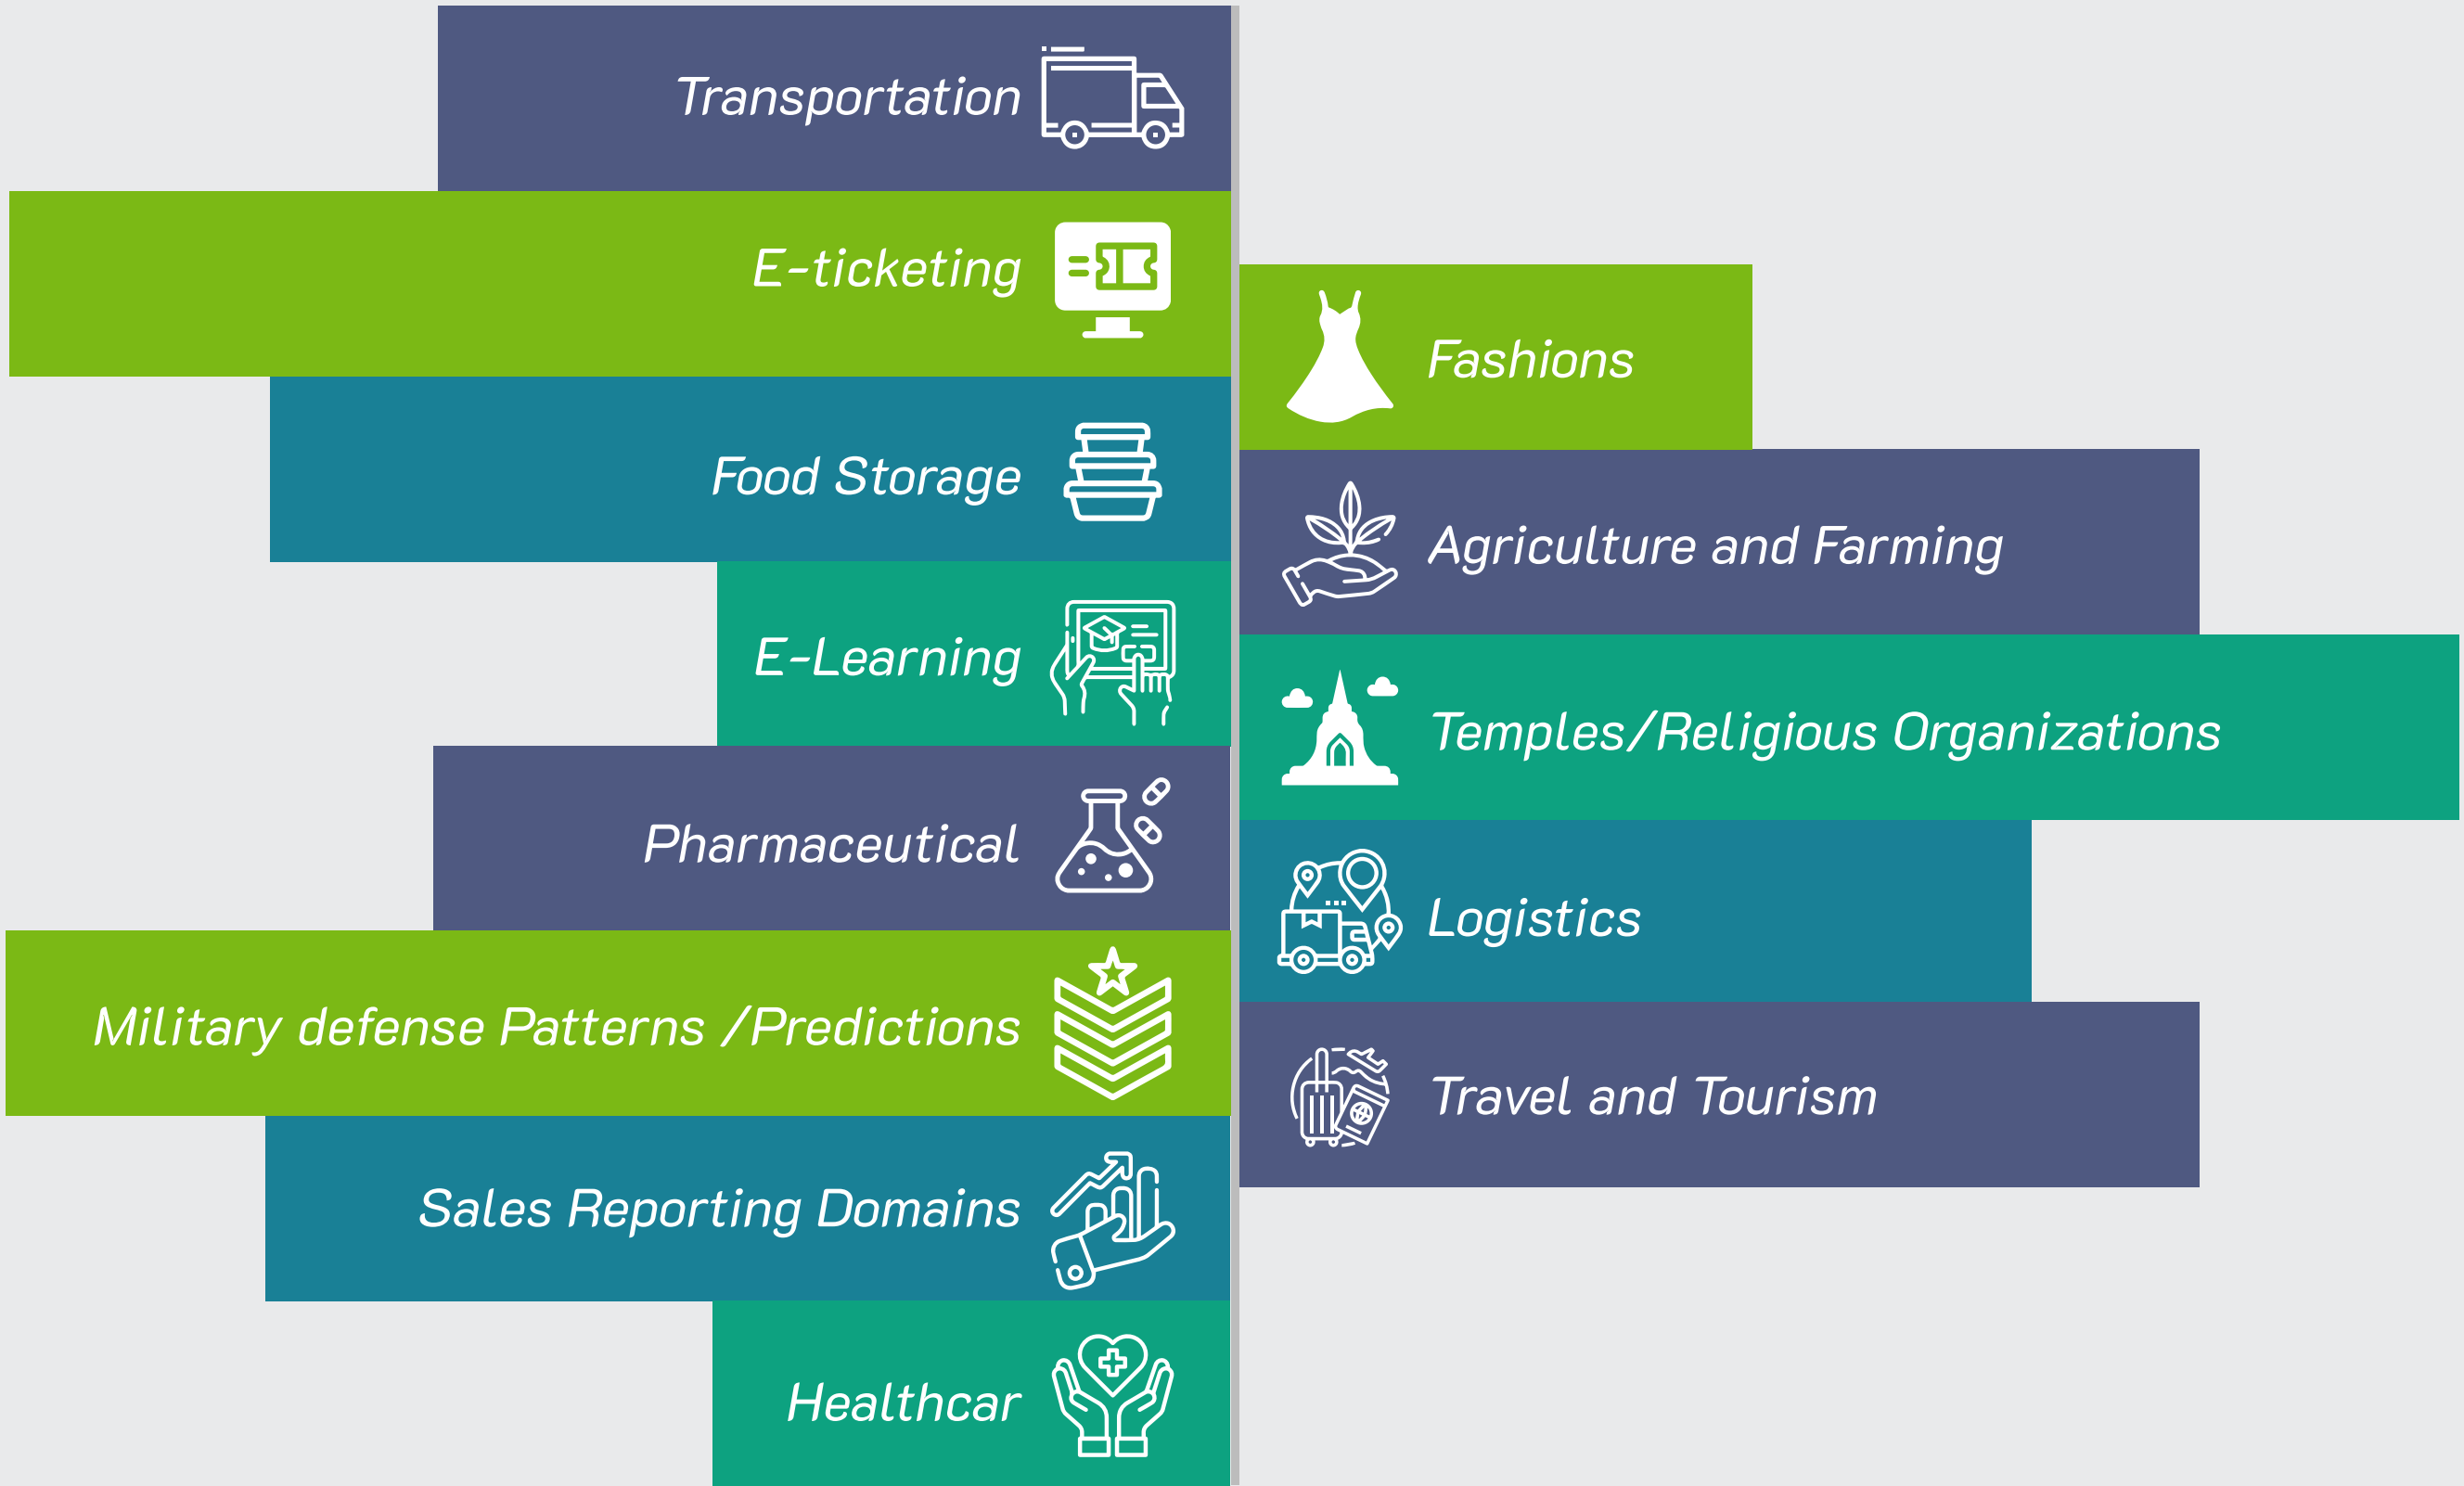 Transportation
E-ticketing
Food Storage
E-Learning
Pharmaceutical
Military defense Patterns /Predictions
Sales Reporting Domains
Healthcar
Fashions
Agriculture and Farming
Temples/Religious Organizations
Logistics
Travel and Tourism